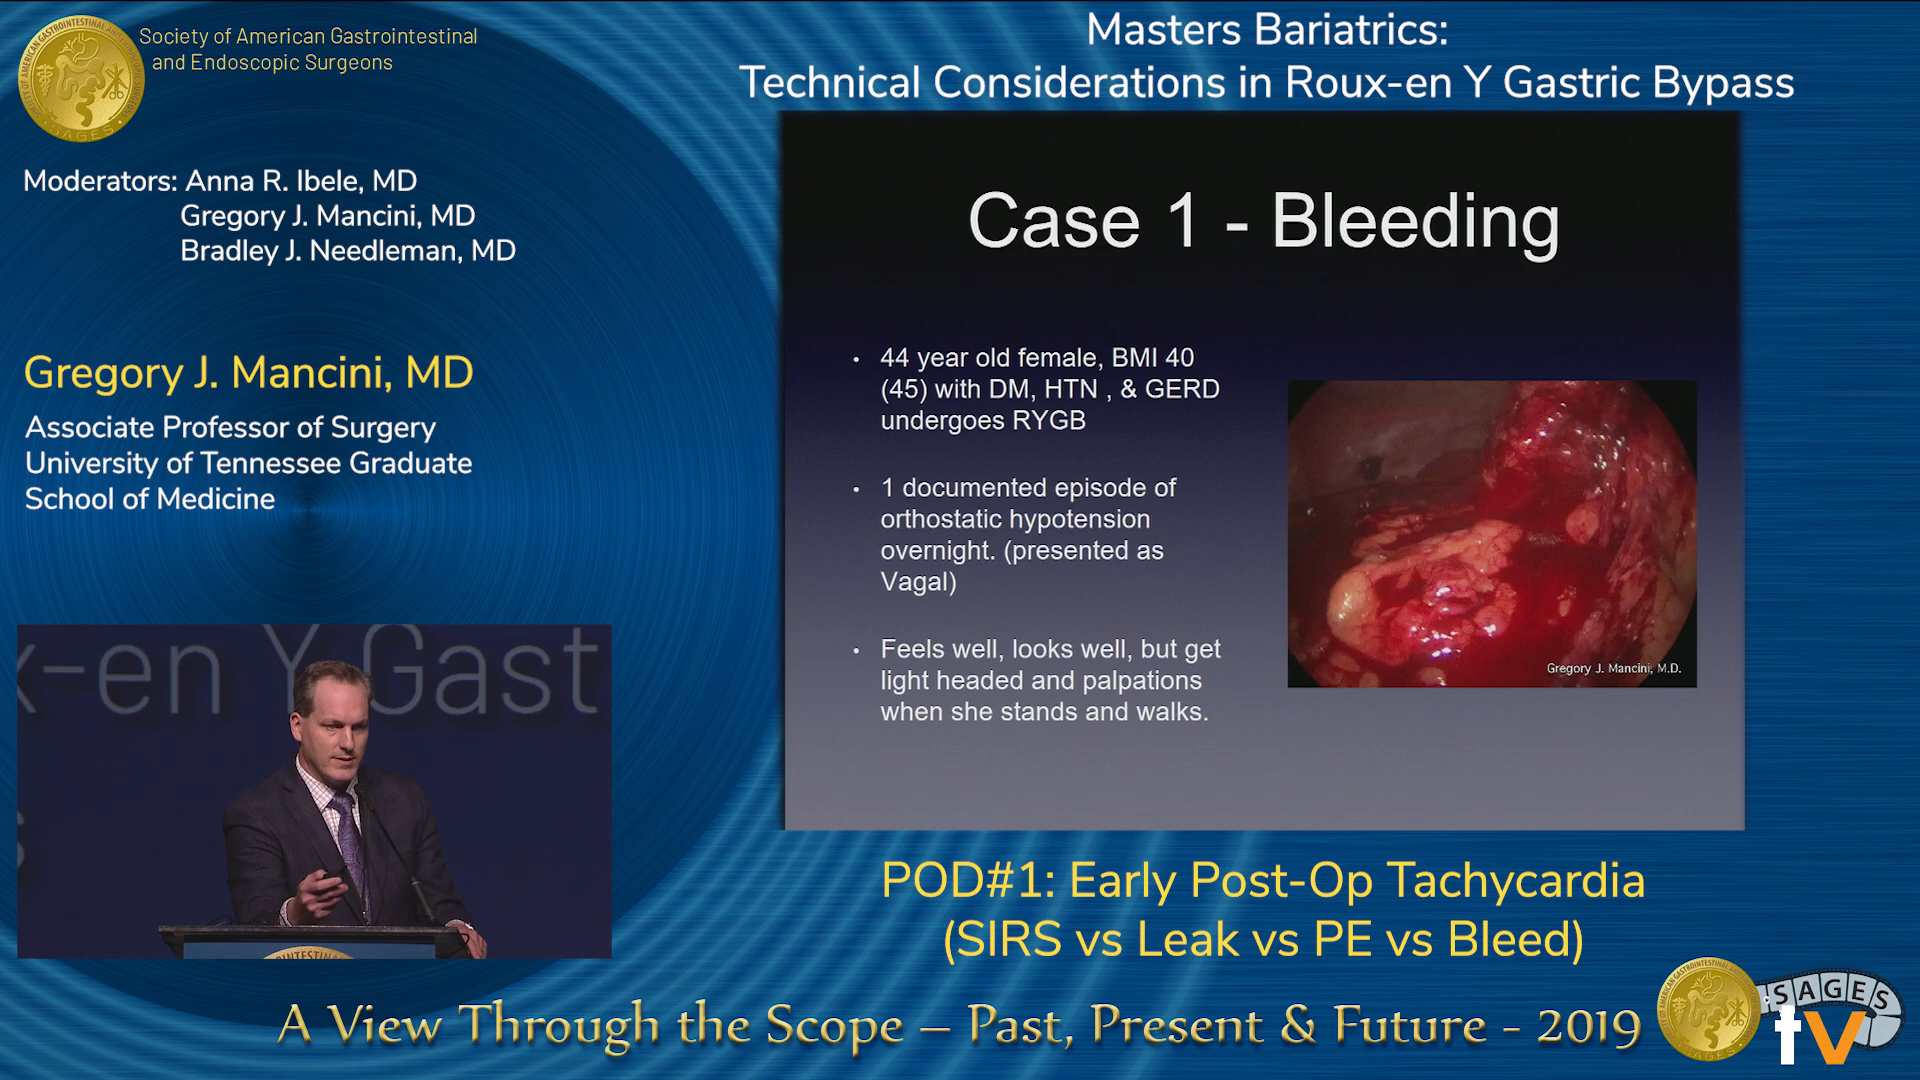 Society of American Gastrointestinal
and Endoscopic Surgeons
Masters Bariatrics:
Technical Considerations in Roux-en Y Gastric Bypass
Moderators: Anna R. Ibele, MD
Gregory J. Mancini, MD
Bradley J. Needleman, MD
Gregory J. Mancini, MD
Associate Professor of Surgery
University of Tennessee Graduate
School of Medicine
x-en Y Gast
Case 1 - Bleeding
• 44 year old female, BMI 40
(45) with DM, HTN , & GERD
undergoes RYGB
• 1 documented episode of
orthostatic hypotension
overnight. (presented as
Vagal)
• Feels well, looks well, but get
light headed and palpations
when she stands and walks.
Gregory J. Mancini, M.D.
POD#1: Early Post-Op Tachycardia
(SIRS vs Leak vs PE vs Bleed)
A View Through the Scope – Past, Present & Future - 2019
SAGES
tv
SAGES